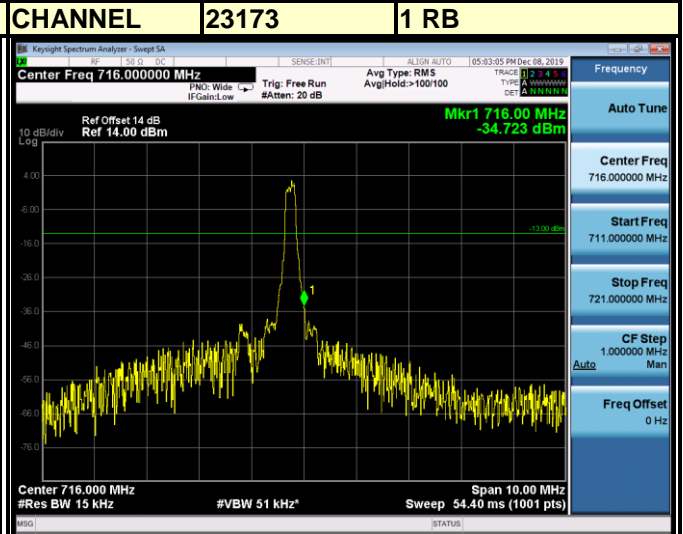 CHANNEL 23173 1 RB
Keysight Spectrum Analyzer - Swept SA
RF 50 Ω DC SENSE:INT ALIGN AUTO 05:03:05 PM Dec 08, 2019
Center Freq 716.000000 MHz
PNO: Wide
IFGain:Low
Trig: Free Run
#Atten: 20 dB
Avg Type: RMS
Avg|Hold:>100/100
TRACE 1 2 3 4 5 6
TYPE A WWWWW
DET A N N N N N
Frequency
Auto Tune
Center Freq
716.000000 MHz
Start Freq
711.000000 MHz
Stop Freq
721.000000 MHz
CF Step
1.000000 MHz
Auto Man
Freq Offset
0 Hz
Mkr1 716.00 MHz
-34.723 dBm
Ref Offset 14 dB
10 dB/div Ref 14.00 dBm
Log
4.00
-6.00
-13.00 dBm
-16.0
-26.0
1
-36.0
-46.0
-56.0
-66.0
-76.0
Center 716.000 MHz Span 10.00 MHz
#Res BW 15 kHz #VBW 51 kHz* Sweep 54.40 ms (1001 pts)
MSG STATUS